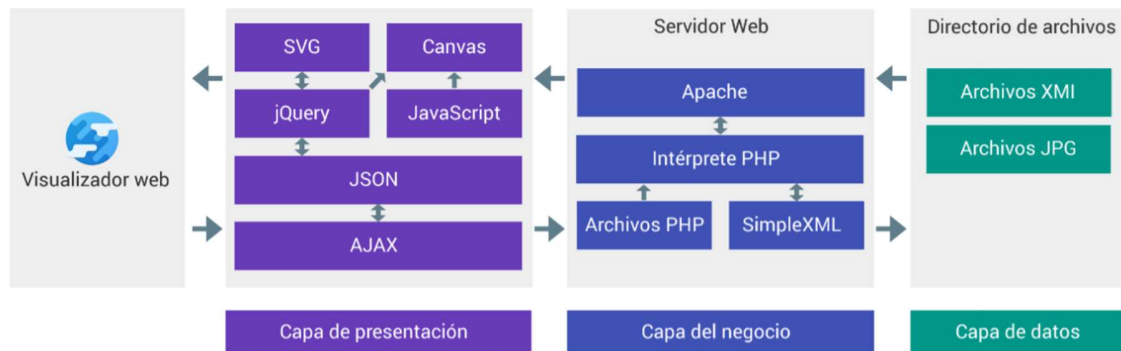 Visualizador web
SVG
Canvas
jQuery
JavaScript
JSON
AJAX
Capa de presentación
Servidor Web
Apache
Intérprete PHP
Archivos PHP
SimpleXML
Capa del negocio
Directorio de archivos
Archivos XMI
Archivos JPG
Capa de datos